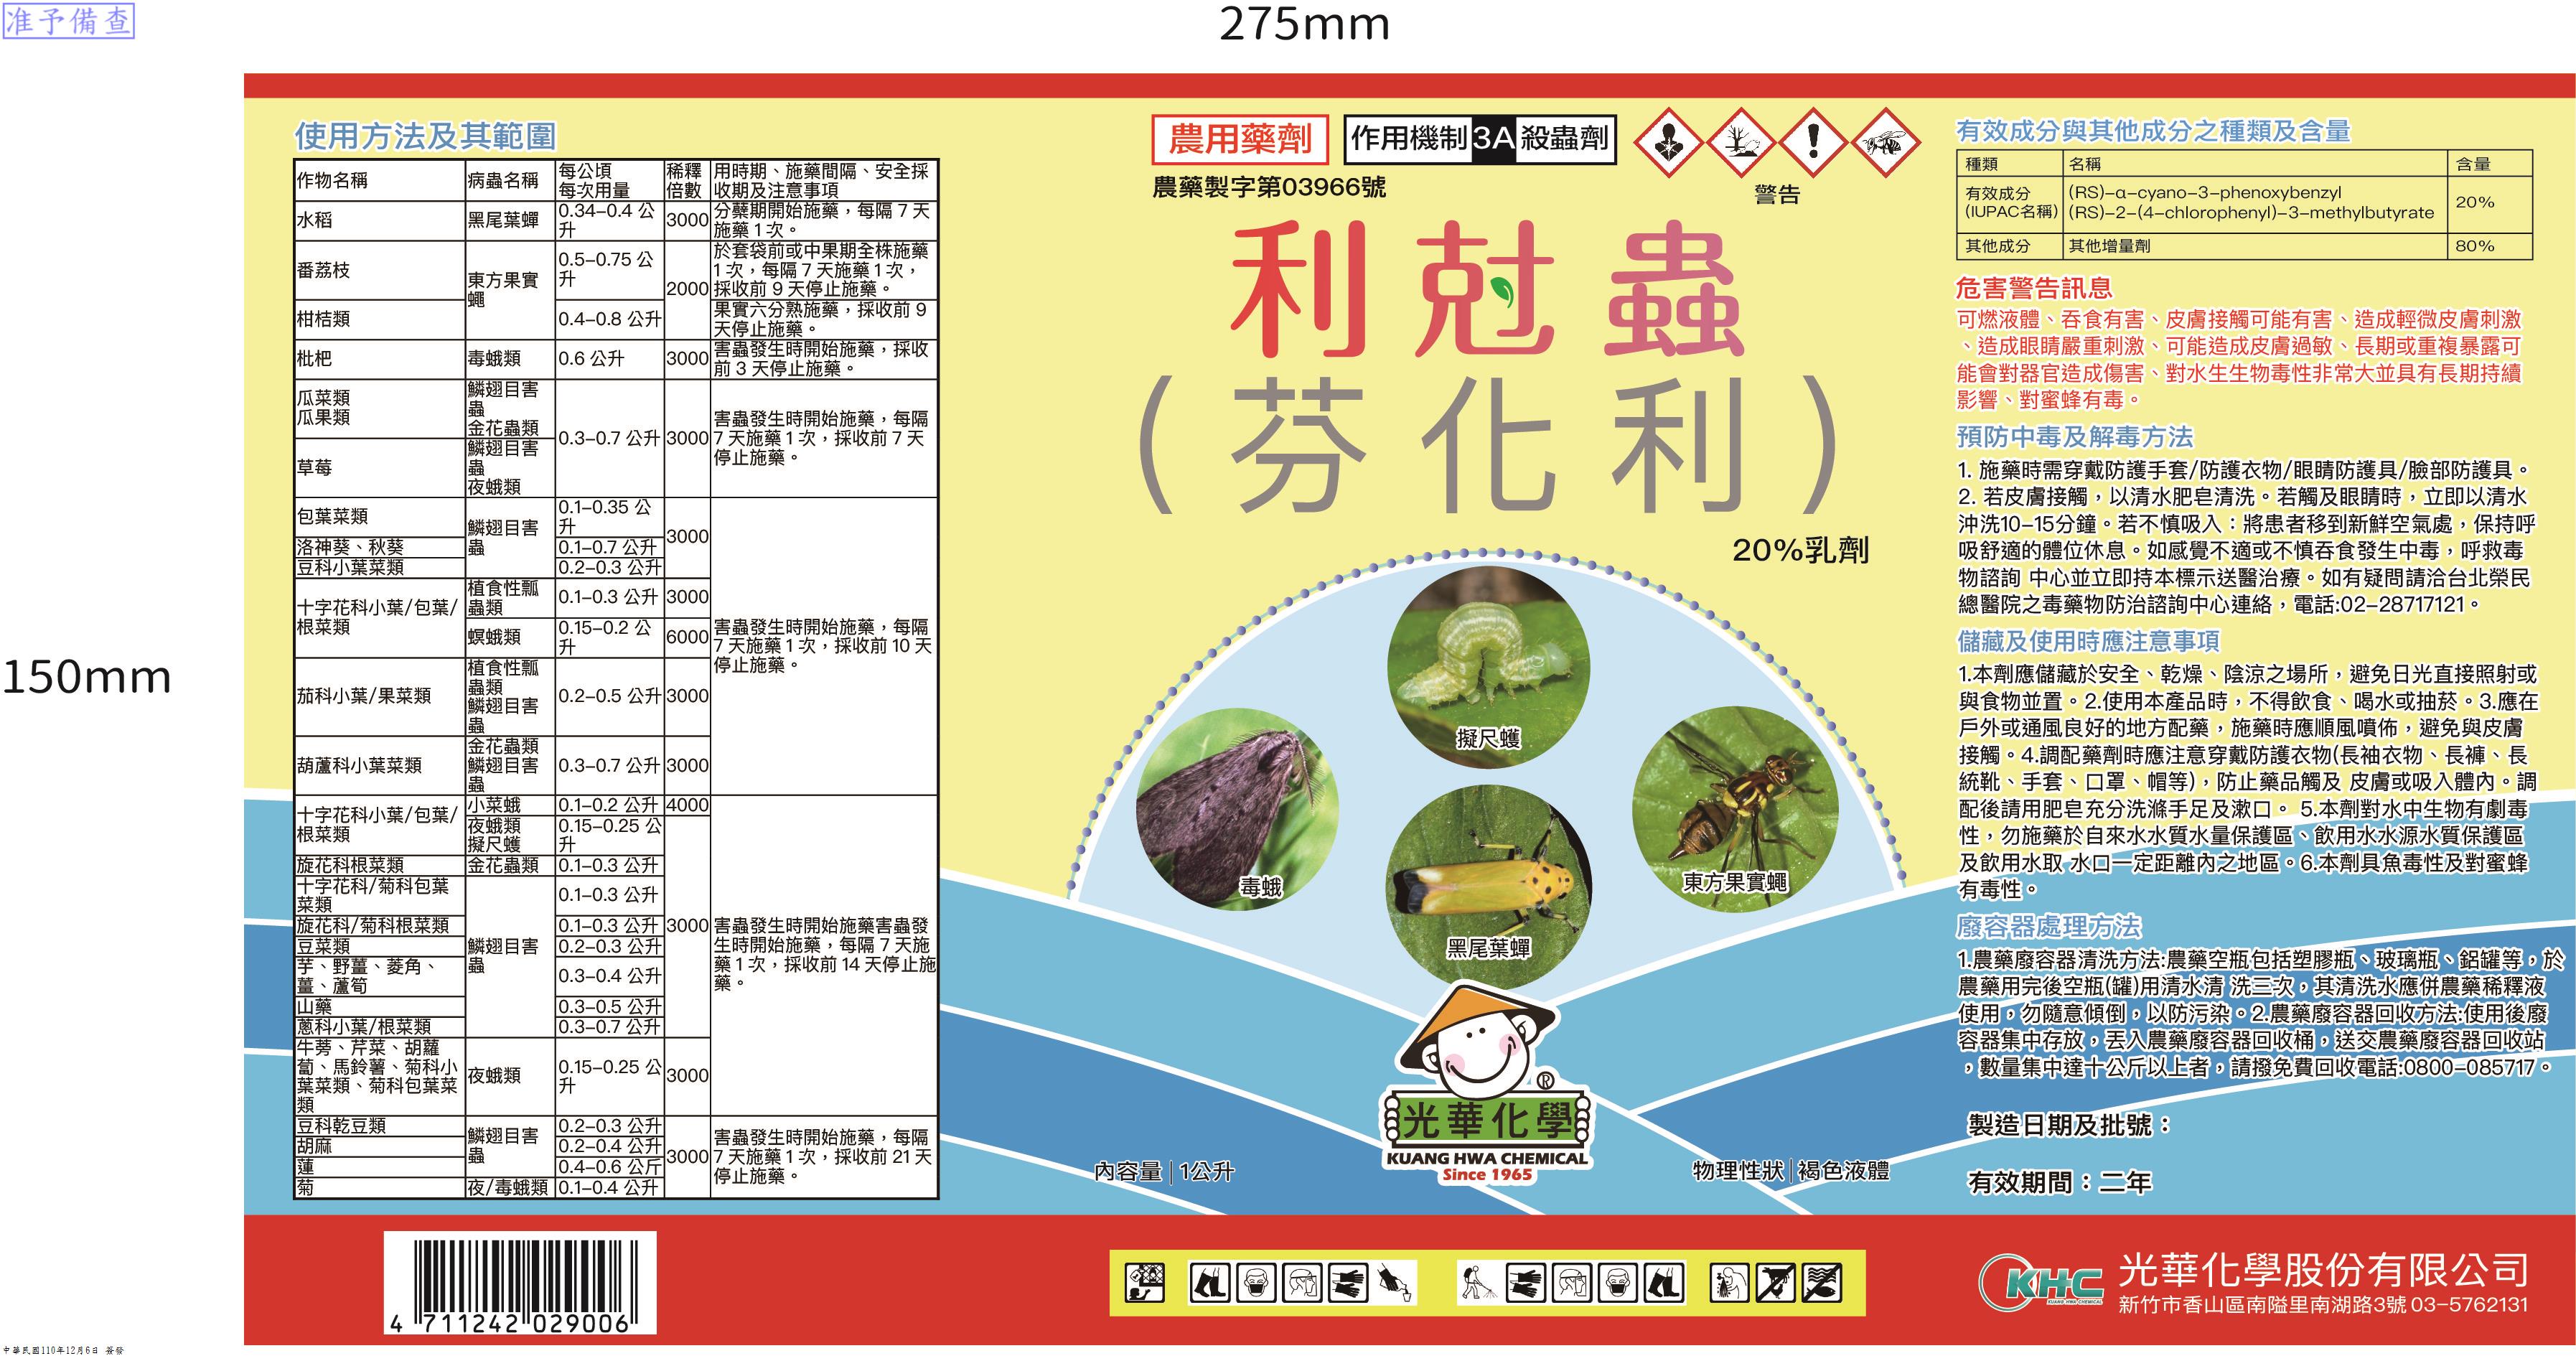 准予備查
275mm
150mm
使用方法及其範圍
作物名稱 病蟲名稱 每公頃每次用量 稀釋倍數 用時期、施藥間隔、安全採收期及注意事項
水稻 黑尾葉蟬 0.34-0.4 公升 3000 分蘗期開始施藥，每隔 7 天施藥 1 次。
番荔枝 東方果實蠅 0.5-0.75 公升 2000 於套袋前或中果期全株施藥 1 次，每隔 7 天施藥 1 次，採收前 9 天停止施藥。
柑桔類 0.4-0.8 公升 果實六分熟施藥，採收前 9 天停止施藥。
枇杷 毒蛾類 0.6 公升 3000 害蟲發生時開始施藥，採收前 3 天停止施藥。
瓜菜類
瓜果類
鱗翅目害蟲
金花蟲類
0.3-0.7 公升 3000 害蟲發生時開始施藥，每隔 7 天施藥 1 次，採收前 7 天停止施藥。
草莓 鱗翅目害蟲
夜蛾類
包葉菜類 鱗翅目害蟲 0.1-0.35 公升 3000 害蟲發生時開始施藥，每隔 7 天施藥 1 次，採收前 10 天停止施藥。
洛神葵、秋葵 0.1-0.7 公升
豆科小葉菜類 0.2-0.3 公升
十字花科小葉/包葉/根菜類 植食性瓢蟲類 0.1-0.3 公升 3000
螟蛾類 0.15-0.2 公升 6000
茄科小葉/果菜類 植食性瓢蟲類
鱗翅目害蟲 0.2-0.5 公升 3000
葫蘆科小葉菜類 金花蟲類
鱗翅目害蟲 0.3-0.7 公升 3000
十字花科小葉/包葉/根菜類 小菜蛾 0.1-0.2 公升 4000
夜蛾類
擬尺蠖 0.15-0.25 公升 3000 害蟲發生時開始施藥害蟲發生時開始施藥，每隔 7 天施藥 1 次，採收前 14 天停止施藥。
旋花科根菜類 金花蟲類 0.1-0.3 公升
十字花科/菊科包葉菜類 鱗翅目害蟲 0.1-0.3 公升
旋花科/菊科根菜類 0.1-0.3 公升
豆菜類 0.2-0.3 公升
芋、野薑、菱角、薑、蘆筍 0.3-0.4 公升
山藥 0.3-0.5 公升
蔥科小葉/根菜類 0.3-0.7 公升
牛蒡、芹菜、胡蘿蔔、馬鈴薯、菊科小葉菜類、菊科包葉菜類 夜蛾類 0.15-0.25 公升 3000
豆科乾豆類 鱗翅目害蟲 0.2-0.3 公升 3000 害蟲發生時開始施藥，每隔 7 天施藥 1 次，採收前 21 天停止施藥。
胡麻 0.2-0.4 公升
蓮 0.4-0.6 公斤
菊 夜/毒蛾類 0.1-0.4 公升
4 711242 029006
農用藥劑 作用機制 3A 殺蟲劑
農藥製字第03966號
警告
利尅蟲
(芬化利)
20%乳劑
擬尺蠖
毒蛾
東方果實蠅
黑尾葉蟬
®
光華化學
KUANG HWA CHEMICAL
Since 1965
內容量|1公升
物理性狀|褐色液體
有效成分與其他成分之種類及含量
種類 名稱 含量
有效成分
(IUPAC名稱)
(RS)-α-cyano-3-phenoxybenzyl
(RS)-2-(4-chlorophenyl)-3-methylbutyrate
20%
其他成分 其他增量劑 80%
危害警告訊息
可燃液體、吞食有害、皮膚接觸可能有害、造成輕微皮膚刺激
、造成眼睛嚴重刺激、可能造成皮膚過敏、長期或重複暴露可
能會對器官造成傷害、對水生生物毒性非常大並具有長期持續
影響、對蜜蜂有毒。
預防中毒及解毒方法
1. 施藥時需穿戴防護手套/防護衣物/眼睛防護具/臉部防護具。
2. 若皮膚接觸，以清水肥皂清洗。若觸及眼睛時，立即以清水
沖洗10-15分鐘。若不慎吸入：將患者移到新鮮空氣處，保持呼
吸舒適的體位休息。如感覺不適或不慎吞食發生中毒，呼救毒
物諮詢 中心並立即持本標示送醫治療。如有疑問請洽台北榮民
總醫院之毒藥物防治諮詢中心連絡，電話:02-28717121。
儲藏及使用時應注意事項
1.本劑應儲藏於安全、乾燥、陰涼之場所，避免日光直接照射或
與食物並置。2.使用本產品時，不得飲食、喝水或抽菸。3.應在
戶外或通風良好的地方配藥，施藥時應順風噴佈，避免與皮膚
接觸。4.調配藥劑時應注意穿戴防護衣物(長袖衣物、長褲、長
統靴、手套、口罩、帽等)，防止藥品觸及 皮膚或吸入體內。調
配後請用肥皂充分洗滌手足及漱口。 5.本劑對水中生物有劇毒
性，勿施藥於自來水水質水量保護區、飲用水水源水質保護區
及飲用水取 水口一定距離內之地區。6.本劑具魚毒性及對蜜蜂
有毒性。
廢容器處理方法
1.農藥廢容器清洗方法:農藥空瓶包括塑膠瓶、玻璃瓶、鋁罐等，於
農藥用完後空瓶(罐)用清水清 洗三次，其清洗水應併農藥稀釋液
使用，勿隨意傾倒，以防污染。2.農藥廢容器回收方法:使用後廢
容器集中存放，丟入農藥廢容器回收桶，送交農藥廢容器回收站
，數量集中達十公斤以上者，請撥免費回收電話:0800-085717。
製造日期及批號：
有效期間：二年
KHC
KUANG HWA CHEMICAL
光華化學股份有限公司
新竹市香山區南隘里南湖路3號 03-5762131
中華民國110年12月6日 簽發